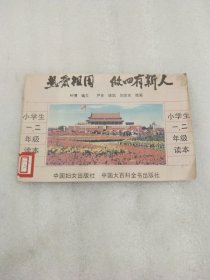 热爱祖国 做四有新人
小学生
一、二
年级
读本
小学生
一、二
年级
读本
中国妇女出版社 中国大百科全书出版社